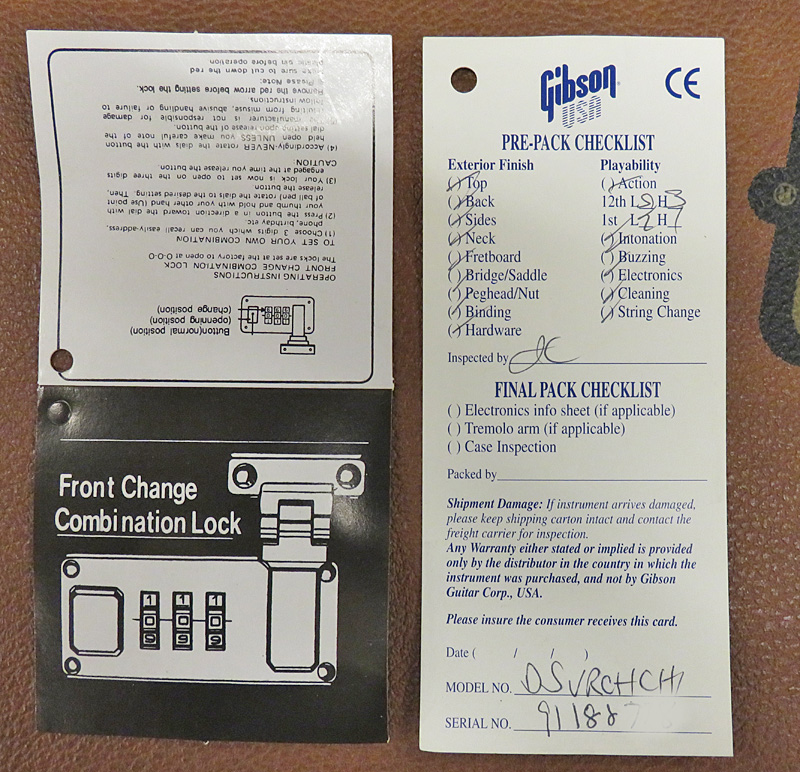 Button(normal position)
(openning position)
(change position)
OPERATING INSTRUCTIONS
FRONT CHANGE COMBINATION LOCK
The locks are set at the factory to open at 0-0-0
TO SET YOUR OWN COMBINATION
(1) Choose 3 digits which you can recall easily-address,
phone, birthday etc.
(2) Press the button in a direction toward the dial with
your thumb and hold with your other hand (Use point
of ball pen) rotate the dials to the desired setting. Then,
release the button
(3) Your lock is now set to open on the three digits
engaged at the time you release the button.
CAUTION
(4) Accordingly-NEVER rotate the dials with the button
held open UNLESS you make careful note of the
dial setting upon release of the button.
The manufacturer is not responsible for damage
resulting from misuse, abusive handling or failure to
follow instructions
Remove the red arrow before setting the lock.
Please Note:
Make sure to cut down the red
pin before operation
Front Change
Combination Lock
1 1 1
0 0 0
9 9 9
Gibson
USA
CE
PRE-PACK CHECKLIST
Exterior Finish
(✓) Top
(✓) Back
(✓) Sides
(✓) Neck
(✓) Fretboard
(✓) Bridge/Saddle
(✓) Peghead/Nut
(✓) Binding
(✓) Hardware
Playability
(✓) Action
12th L 5 H 3
1st L 2 H 1
(✓) Intonation
(✓) Buzzing
(✓) Electronics
(✓) Cleaning
(✓) String Change
Inspected by
FINAL PACK CHECKLIST
( ) Electronics info sheet (if applicable)
( ) Tremolo arm (if applicable)
( ) Case Inspection
Packed by
Shipment Damage: If instrument arrives damaged,
please keep shipping carton intact and contact the
freight carrier for inspection.
Any Warranty either stated or implied is provided
only by the distributor in the country in which the
instrument was purchased, and not by Gibson
Guitar Corp., USA.
Please insure the consumer receives this card.
Date ( / / )
MODEL NO. DSVRCHCH1
SERIAL NO. 911887